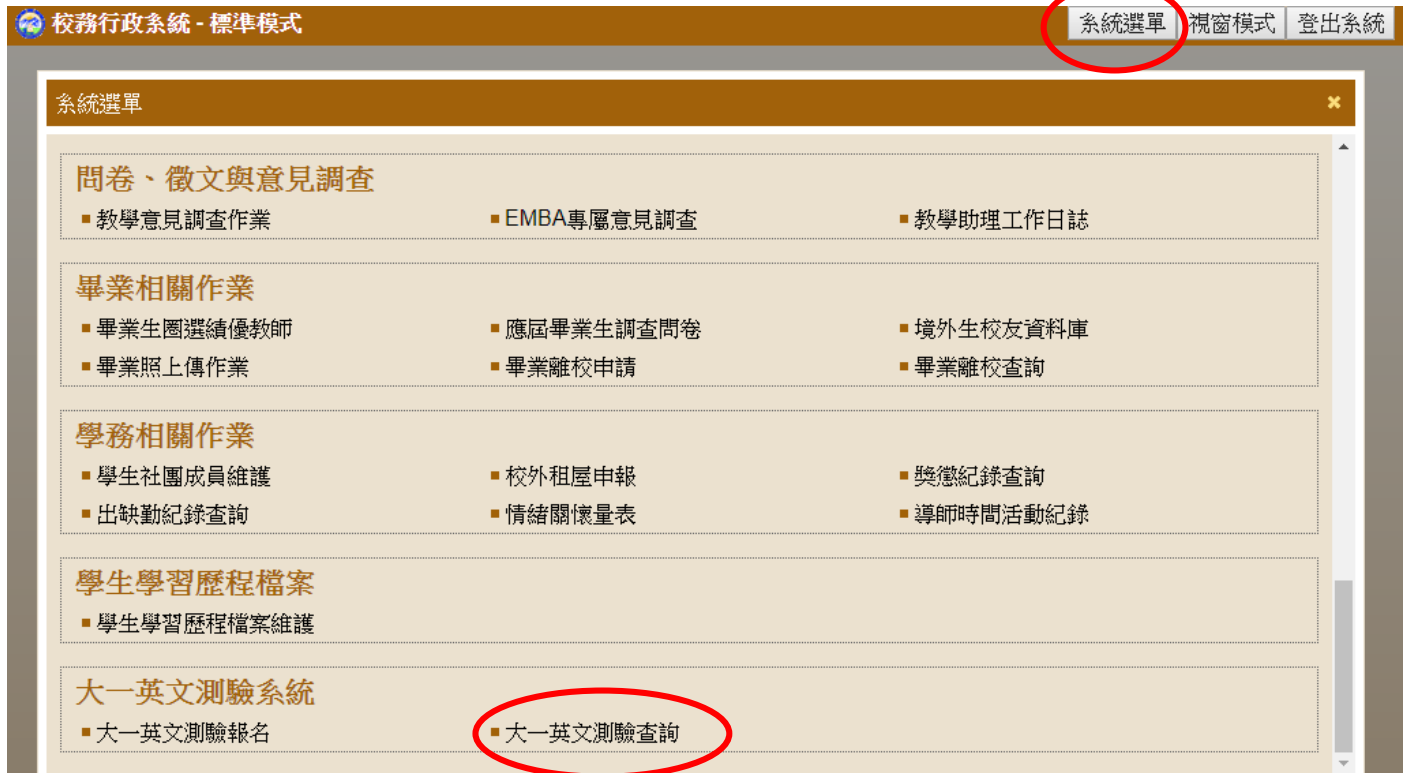 校務行政系統 - 標準模式 系統選單 視窗模式 登出系統
系統選單
問卷、徵文與意見調查
教學意見調查作業 EMBA專屬意見調查 教學助理工作日誌
畢業相關作業
畢業生圈選績優教師 應屆畢業生調查問卷 境外生校友資料庫
畢業照上傳作業 畢業離校申請 畢業離校查詢
學務相關作業
學生社團成員維護 校外租屋申報 獎懲紀錄查詢
出缺勤紀錄查詢 情緒關懷量表 導師時間活動紀錄
學生學習歷程檔案
學生學習歷程檔案維護
大一英文測驗系統
大一英文測驗報名 大一英文測驗查詢